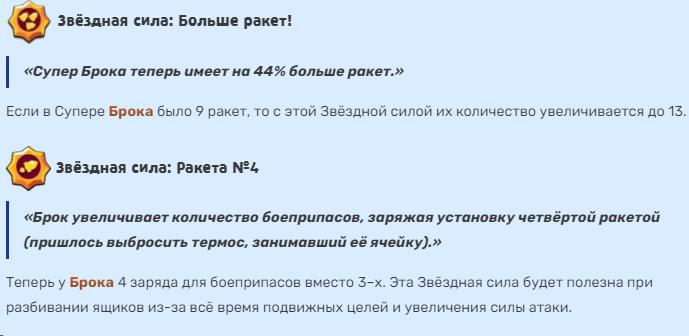 Звёздная сила: Больше ракет!
«Супер Брока теперь имеет на 44% больше ракет.»
Если в Супере Брока было 9 ракет, то с этой Звёздной силой их количество увеличивается до 13.
Звёздная сила: Ракета №4
«Брок увеличивает количество боеприпасов, заряжая установку четвёртой ракетой
(пришлось выбросить термос, занимавший её ячейку).»
Теперь у Брока 4 заряда для боеприпасов вместо 3-х. Эта Звёздная сила будет полезна при
разбивании ящиков из-за всё время подвижных целей и увеличения силы атаки.